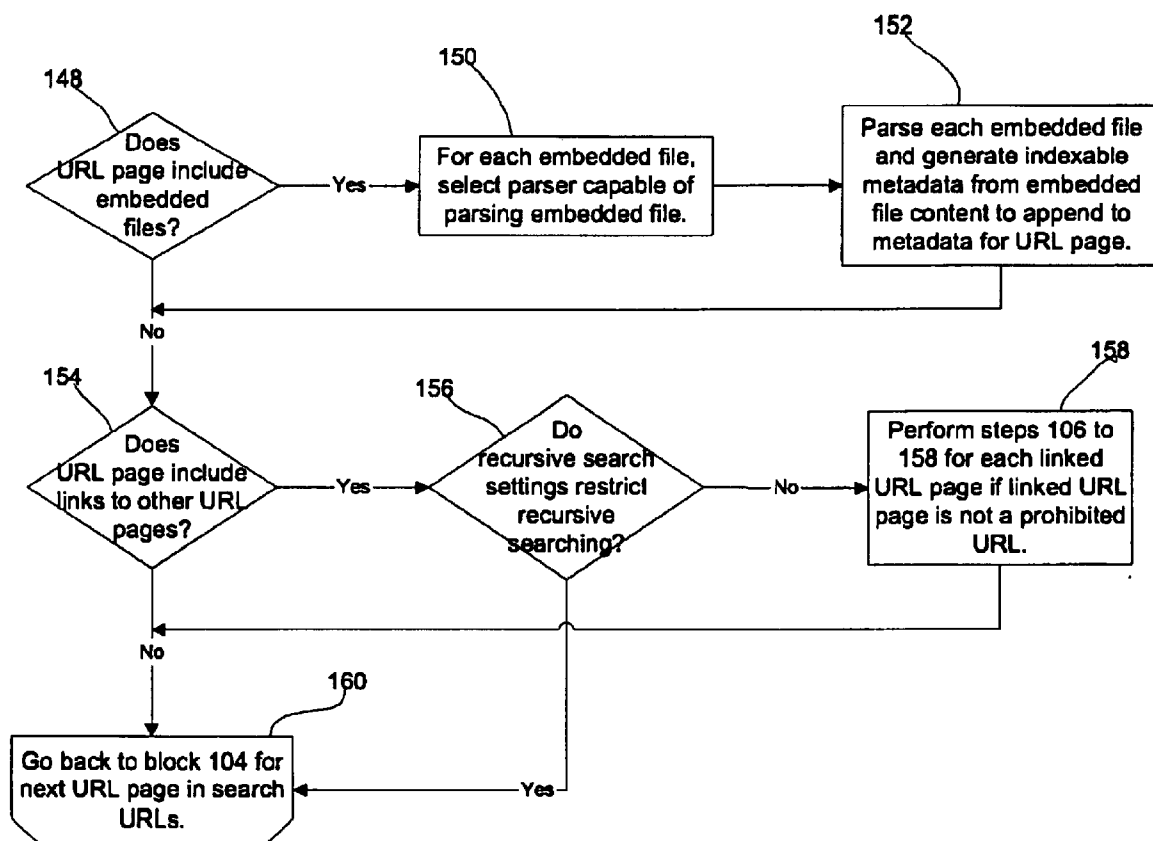 148
Does
URL page include
embedded
files?
Yes
150
For each embedded file,
select parser capable of
parsing embedded file.
152
Parse each embedded file
and generate indexable
metadata from embedded
file content to append to
metadata for URL page.
No
154
Does
URL page include
links to other URL
pages?
Yes
156
Do
recursive search
settings restrict
recursive
searching?
No
158
Perform steps 106 to
158 for each linked
URL page if linked URL
page is not a prohibited
URL.
No
160
Go back to block 104 for
next URL page in search
URLs.
Yes